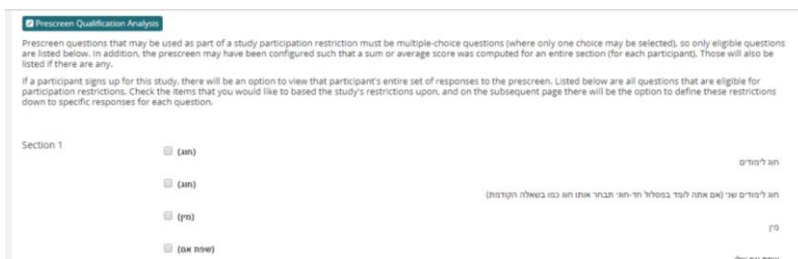 Prescreen Qualification Analysis
Prescreen questions that may be used as part of a study participation restriction must be multiple-choice questions (where only one choice may be selected), so only eligible questions
are listed below. In addition, the prescreen may have been configured such that a sum or average score was computed for an entire section (for each participant). Those will also be
listed if there are any.
If a participant signs up for this study, there will be an option to view that participant's entire set of responses to the prescreen. Listed below are all questions that are eligible for
participation restrictions. Check the items that you would like to based the study's restrictions upon, and on the subsequent page there will be the option to define these restrictions
down to specific responses for each question.
Section 1
(חוג)
חוג לימודים
(חוג)
חוג לימודים שני (אם אתה לומד במסלול חד-חוגי תבחר אותו חוג כמו בשאלה הקודמת)
(מין)
מין
(שפת אם)